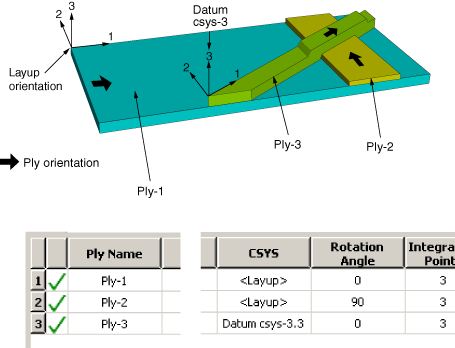 3
2
1
Layup
orientation
Datum
csys-3
3
2
1
Ply-3
Ply-2
Ply orientation
Ply-1
Ply Name CSYS Rotation Angle Integra Point
1 Ply-1 <Layup> 0 3
2 Ply-2 <Layup> 90 3
3 Ply-3 Datum csys-3.3 0 3